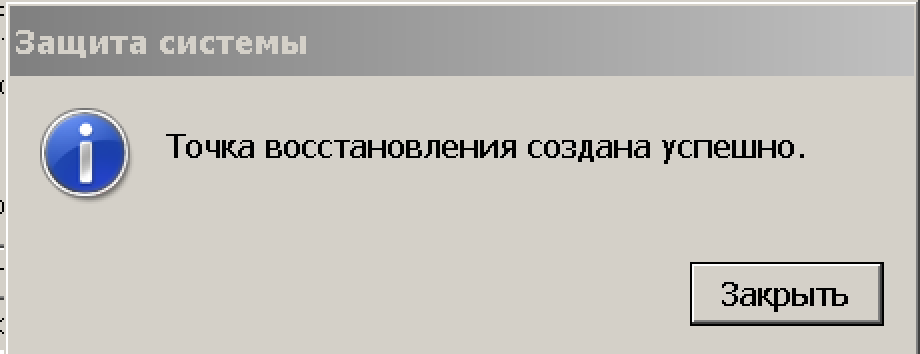 Защита системы
Точка восстановления создана успешно.
Закрыть